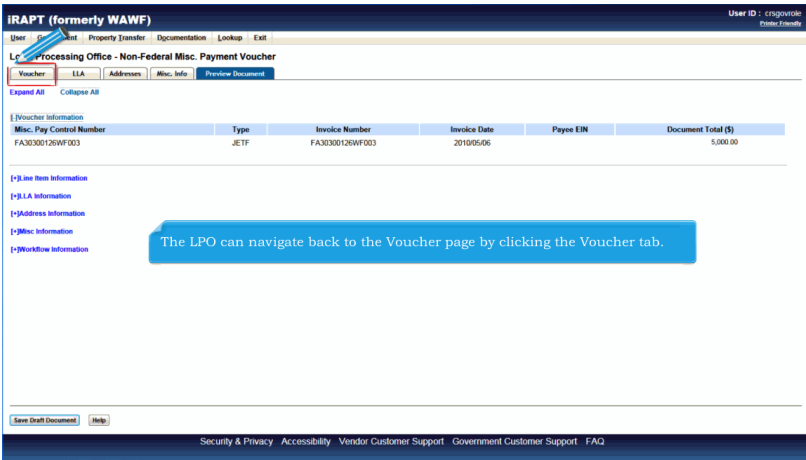 iRAPT (formerly WAWF)
User ID : crsgovrole
Printer Friendly
User Property Transfer Documentation Lookup Exit
Processing Office - Non-Federal Misc. Payment Voucher
Voucher LLA Addresses Misc. Info Preview Document
Expand All Collapse All
[-]Voucher Information
Misc. Pay Control Number Type Invoice Number Invoice Date Payee EIN Document Total ($)
FA30300126WF003 JETF FA30300126WF003 2010/05/06 5,000.00
[+]Line Item Information
[+]LLA Information
[+]Address Information
[+]Misc Information
[+]Workflow Information
The LPO can navigate back to the Voucher page by clicking the Voucher tab.
Save Draft Document Help
Security & Privacy Accessibility Vendor Customer Support Government Customer Support FAQ